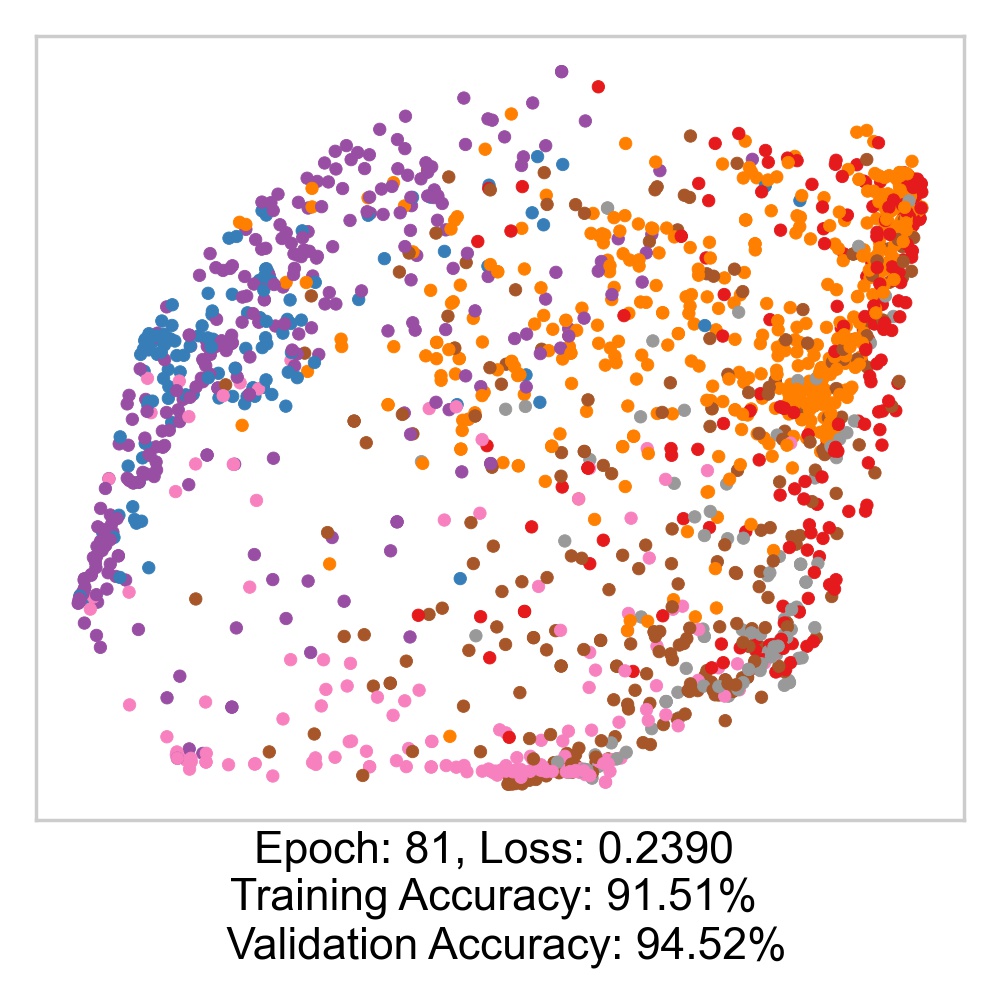 Epoch: 81, Loss: 0.2390
Training Accuracy: 91.51%
Validation Accuracy: 94.52%